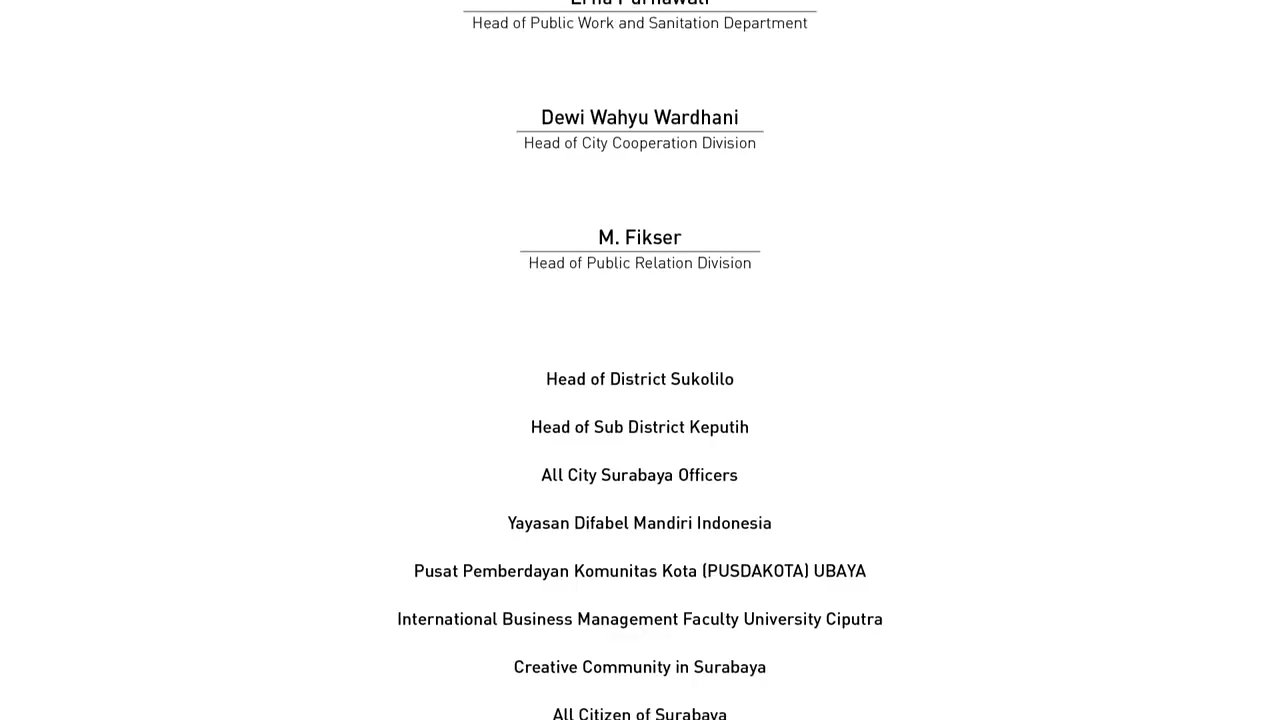 Head of Public Work and Sanitation Department
Dewi Wahyu Wardhani
Head of City Cooperation Division
M. Fikser
Head of Public Relation Division
Head of District Sukolilo
Head of Sub District Keputih
All City Surabaya Officers
Yayasan Difabel Mandiri Indonesia
Pusat Pemberdayan Komunitas Kota (PUSDAKOTA) UBAYA
International Business Management Faculty University Ciputra
Creative Community in Surabaya
All Citizen of Surabaya